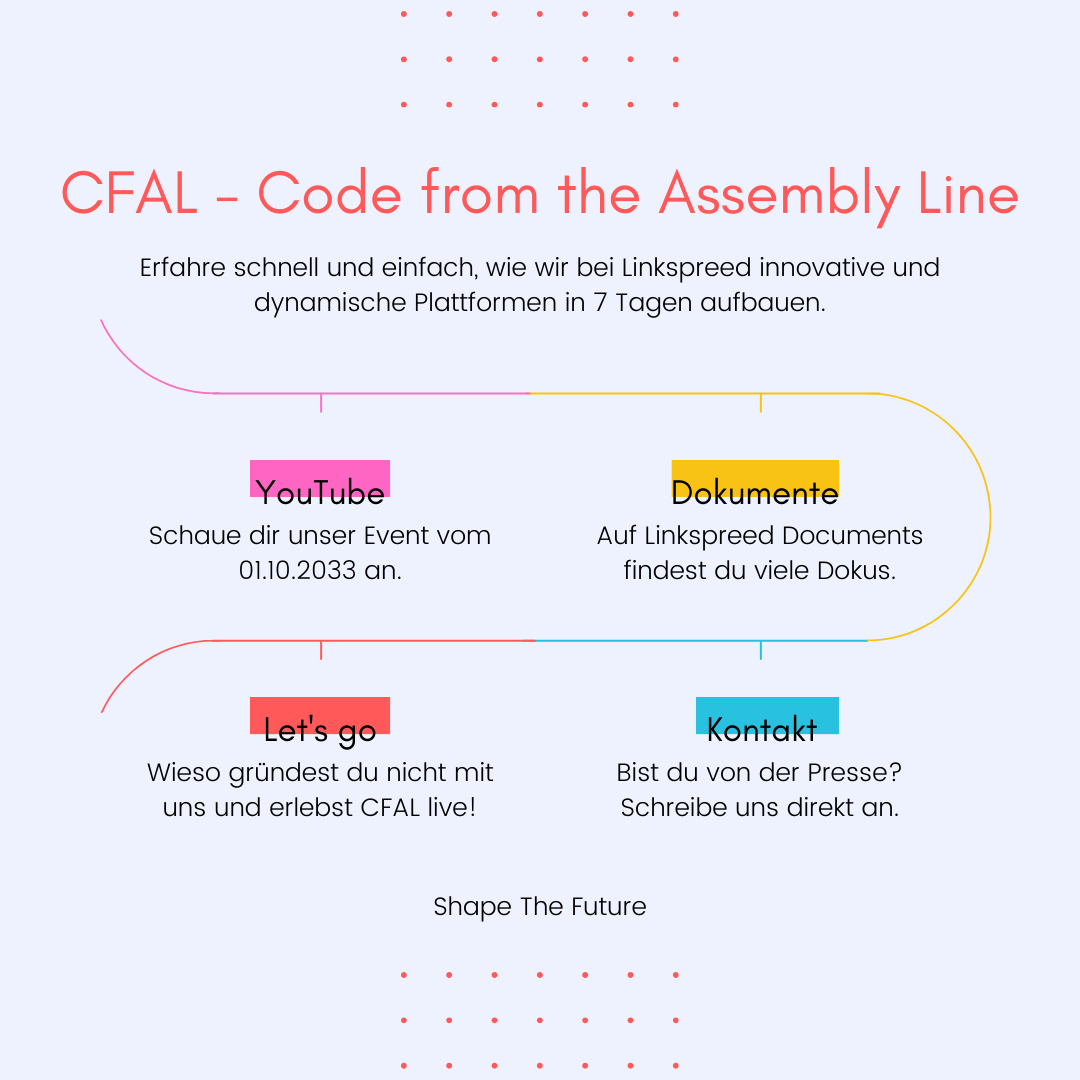 CFAL – Code from the Assembly Line
Erfahre schnell und einfach, wie wir bei Linkspreed innovative und
dynamische Plattformen in 7 Tagen aufbauen.
YouTube
Schaue dir unser Event vom
01.10.2033 an.
Dokumente
Auf Linkspreed Documents
findest du viele Dokus.
Let's go
Wieso gründest du nicht mit
uns und erlebst CFAL live!
Kontakt
Bist du von der Presse?
Schreibe uns direkt an.
Shape The Future